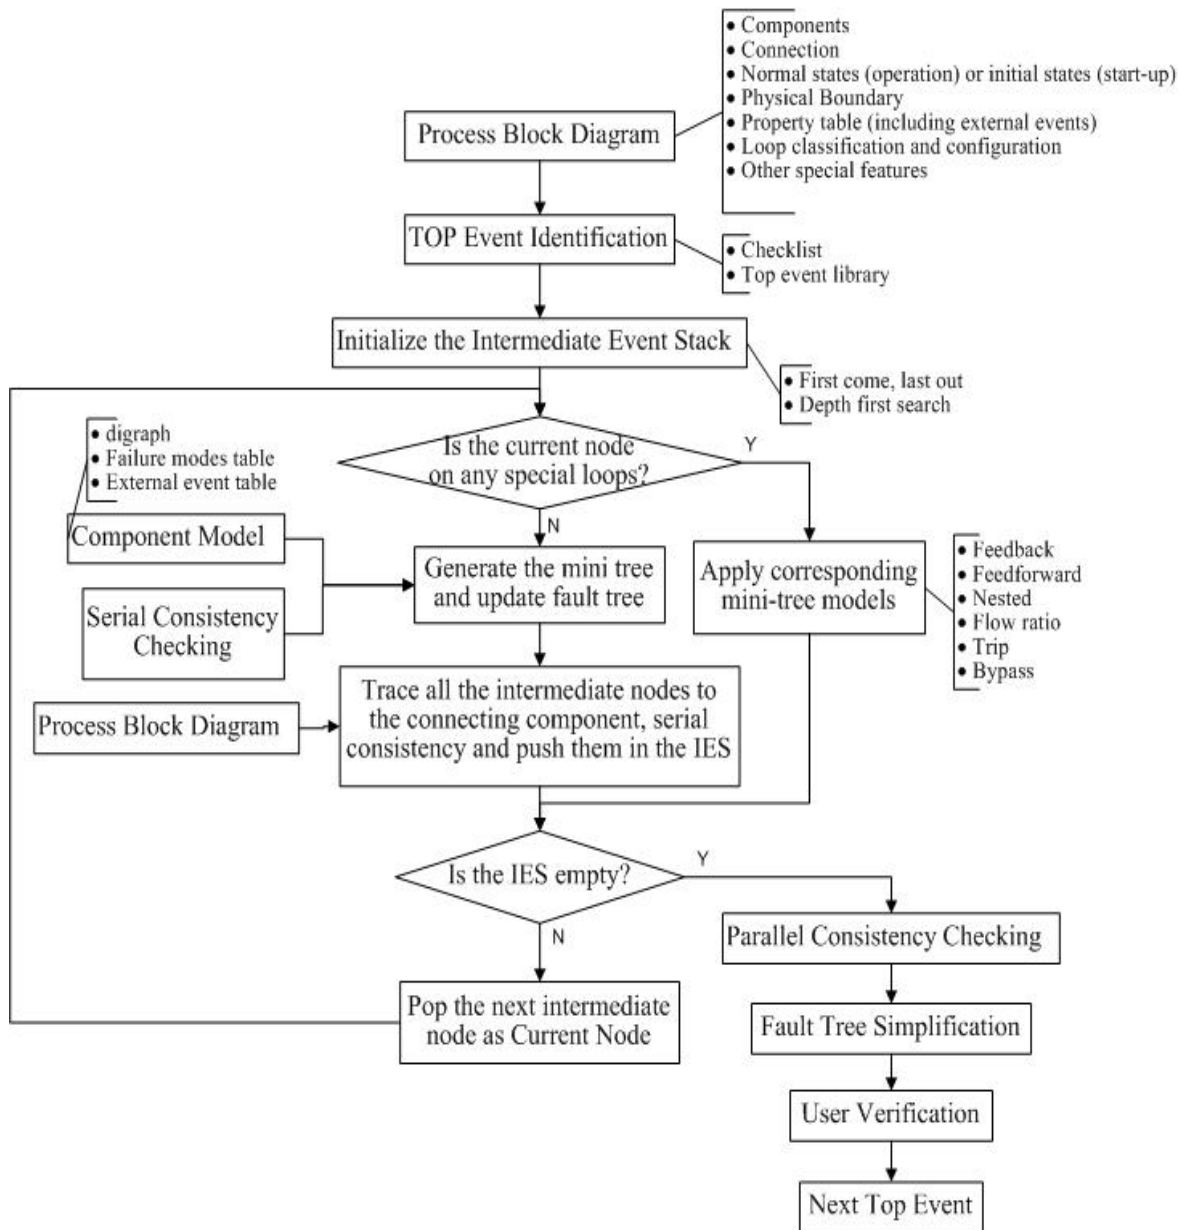 • Components
• Connection
• Normal states (operation) or initial states (start-up)
• Physical Boundary
• Property table (including external events)
• Loop classification and configuration
• Other special features
Process Block Diagram
TOP Event Identification
• Checklist
• Top event library
Initialize the Intermediate Event Stack
• First come, last out
• Depth first search
Is the current node
on any special loops?
Y
N
• digraph
• Failure modes table
• External event table
Component Model
Serial Consistency
Checking
Generate the mini tree
and update fault tree
Apply corresponding
mini-tree models
• Feedback
• Feedforward
• Nested
• Flow ratio
• Trip
• Bypass
Process Block Diagram
Trace all the intermediate nodes to
the connecting component, serial
consistency and push them in the IES
Is the IES empty?
Y
N
Pop the next intermediate
node as Current Node
Parallel Consistency Checking
Fault Tree Simplification
User Verification
Next Top Event